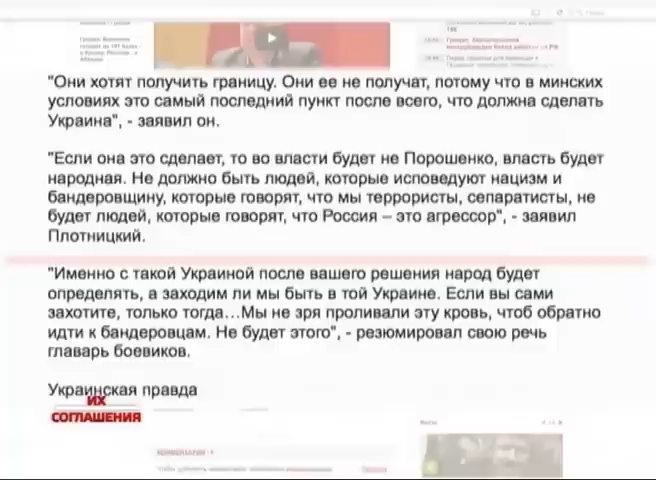 "Они хотят получить границу. Они ее не получат, потому что в минских
условиях это самый последний пункт после всего, что должна сделать
Украина", - заявил он.
"Если она это сделает, то во власти будет не Порошенко, власть будет
народная. Не должно быть людей, которые исповедуют нацизм и
бандеровщину, которые говорят, что мы террористы, сепаратисты, не
будет людей, которые говорят, что Россия – это агрессор", - заявил
Плотницкий.
"Именно с такой Украиной после вашего решения народ будет
определять, а заходим ли мы быть в той Украине. Если вы сами
захотите, только тогда…Мы не зря проливали эту кровь, чтоб обратно
идти к бандеровцам. Не будет этого", - резюмировал свою речь
главарь боевиков.
Украинская правда
ИХ
СОГЛАШЕНИЯ